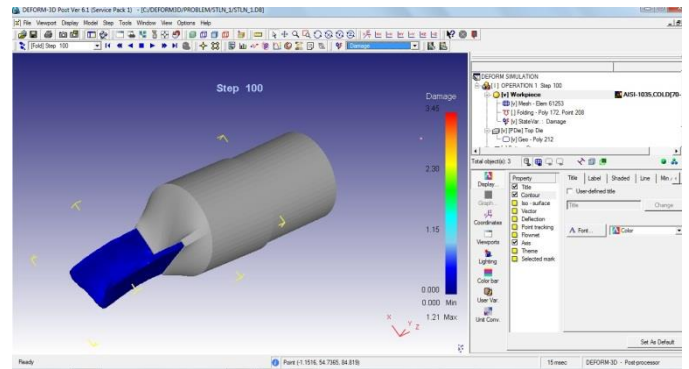 DEFORM-3D Post Ver 6.1 (Service Pack 1) - [C:/DEFORM3D/PROBLEM/STLN_1/STLN_1.DB]
File Viewport Display Model Step Tools Window View Options Help
[Fold] Step 100 Damage
Step 100
Damage
3.45
2.30
1.15
0.000
0.000 Min
1.21 Max
X Y Z
DEFORM SIMULATION
[1] OPERATION 1 Step 100
[v] Workpiece AISI-1035,COLD[70-
[v] Mesh - Elem 61253
[.] Folding - Poly 172, Point 208
[v] StateVar. : Damage
[v] [PDie] Top Die
[v] Geo - Poly 212
Total object(s): 3
Display...
Graph...
Coordinates
Viewports
Lighting
Color bar
User Var.
Unit Conv.
Property
Title
Contour
Iso - surface
Vector
Deflection
Point tracking
Flownet
Axis
Theme
Selected mark
Title Label Shaded Line Min./
User-defined title
Title Change
Font... Color
Set As Default
Ready Point (-1.1516, 54.7365, 84.819) 15 msec DEFORM-3D - Post-processor